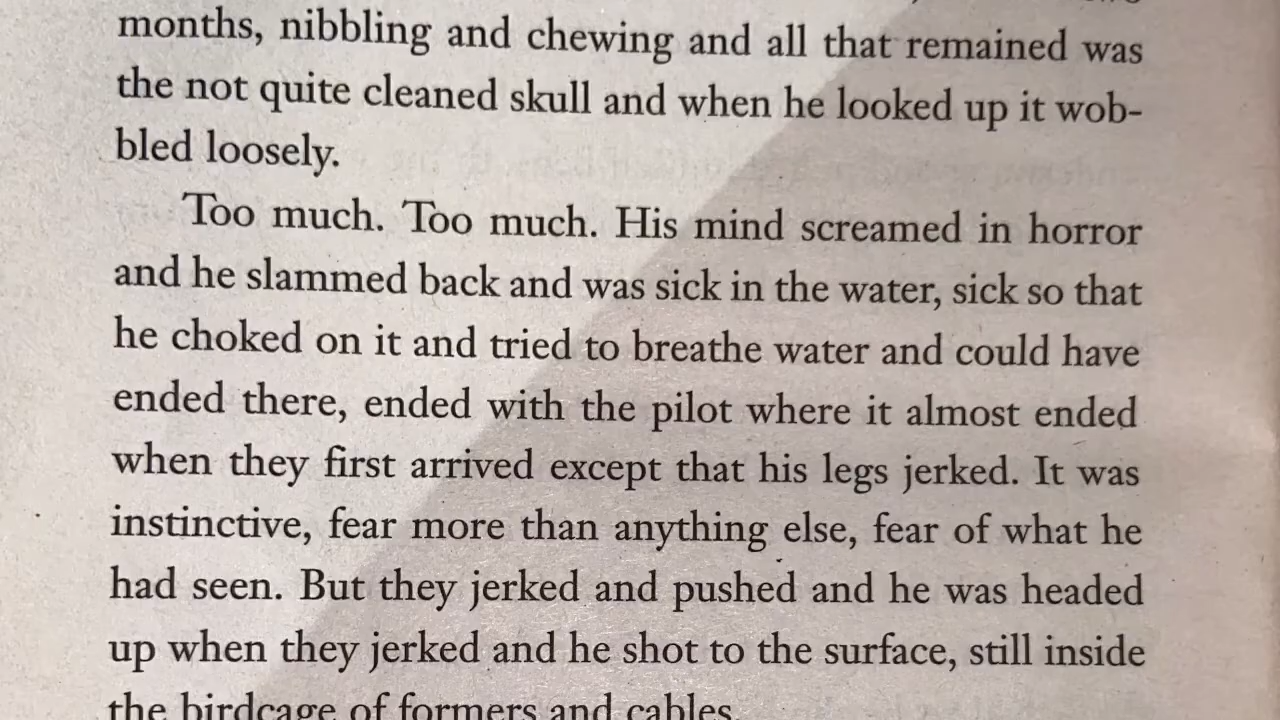 months, nibbling and chewing and all that remained was
the not quite cleaned skull and when he looked up it wob-
bled loosely.
Too much. Too much. His mind screamed in horror
and he slammed back and was sick in the water, sick so that
he choked on it and tried to breathe water and could have
ended there, ended with the pilot where it almost ended
when they first arrived except that his legs jerked. It was
instinctive, fear more than anything else, fear of what he
had seen. But they jerked and pushed and he was headed
up when they jerked and he shot to the surface, still inside
the birdcage of formers and cables.